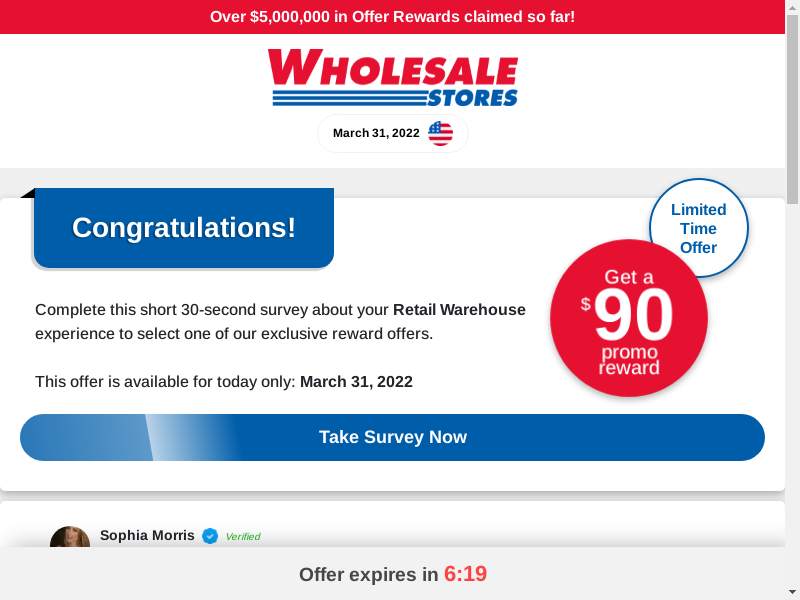 Over $5,000,000 in Offer Rewards claimed so far!
WHOLESALE
STORES
March 31, 2022
Limited
Time
Offer
Congratulations!
Get a
$90
promo
reward
Complete this short 30-second survey about your Retail Warehouse
experience to select one of our exclusive reward offers.
This offer is available for today only: March 31, 2022
Take Survey Now
Sophia Morris Verified
Offer expires in 6:19